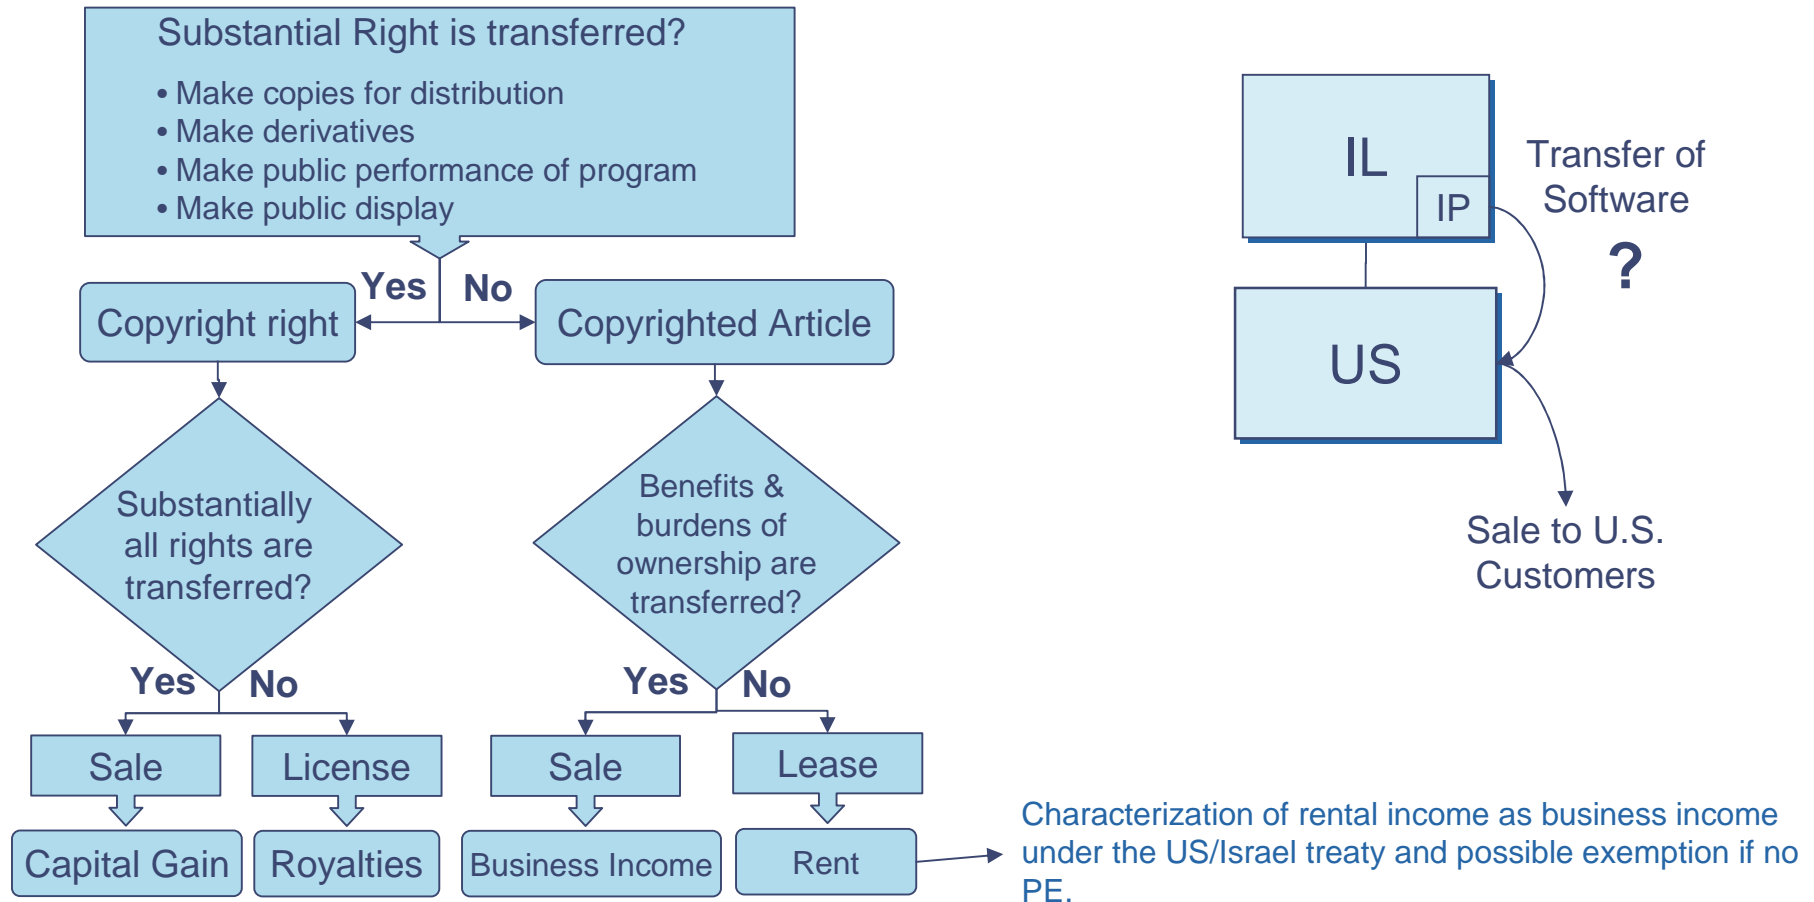 Substantial Right is transferred?
• Make copies for distribution
• Make derivatives
• Make public performance of program
• Make public display
Yes
No
Copyright right
Copyrighted Article
Substantially
all rights are
transferred?
Benefits &
burdens of
ownership are
transferred?
Yes
No
Yes
No
Sale
License
Sale
Lease
Capital Gain
Royalties
Business Income
Rent
Characterization of rental income as business income
under the US/Israel treaty and possible exemption if no
PE.
IL
IP
Transfer of
Software
?
US
Sale to U.S.
Customers